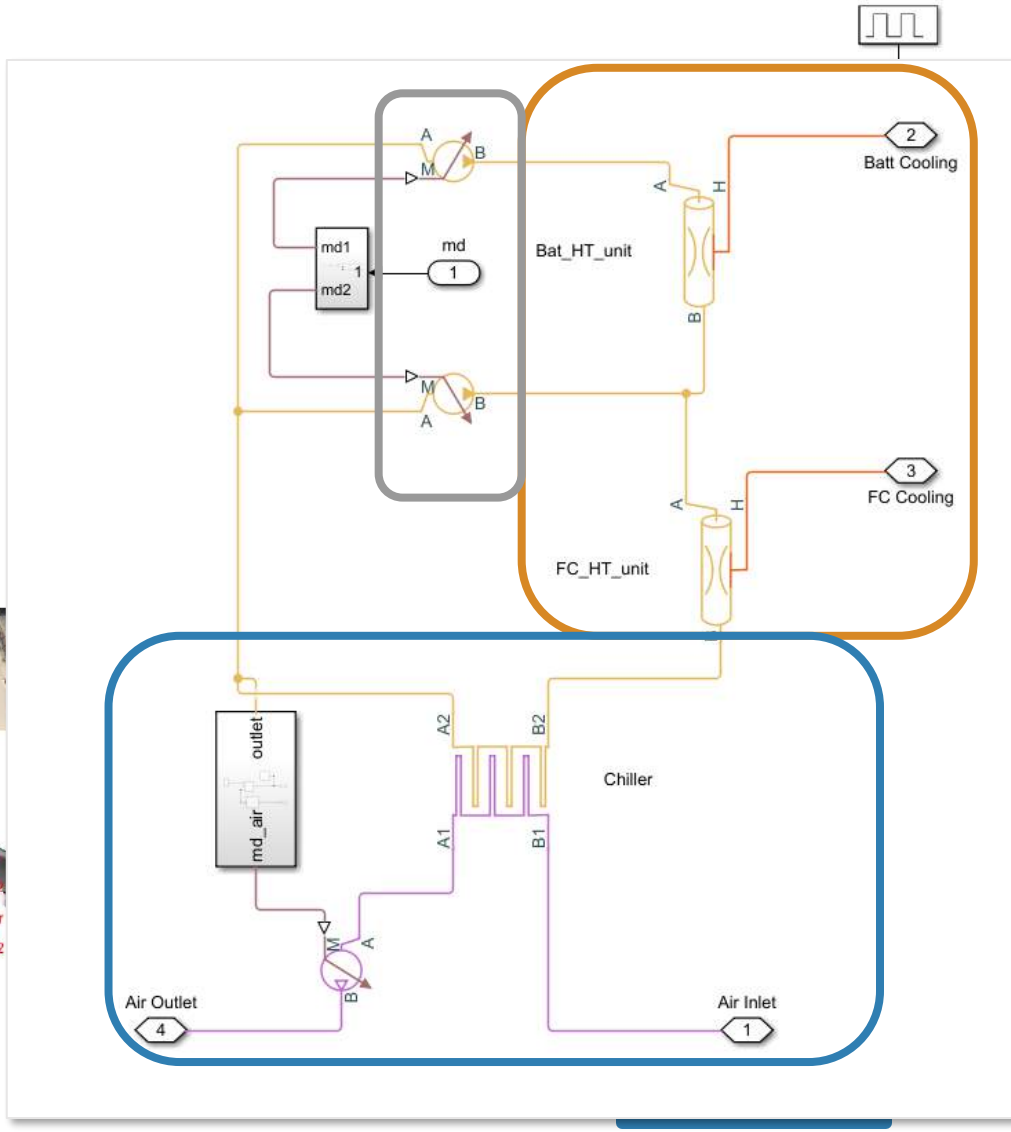 2
Batt Cooling
A
B
M
A
H
md1
md2
1
md
1
Bat_HT_unit
B
M
B
A
3
FC Cooling
A
H
FC_HT_unit
outlet
md_air
A2
B2
Chiller
A1
B1
M
A
B
Air Outlet
4
Air Inlet
1
2